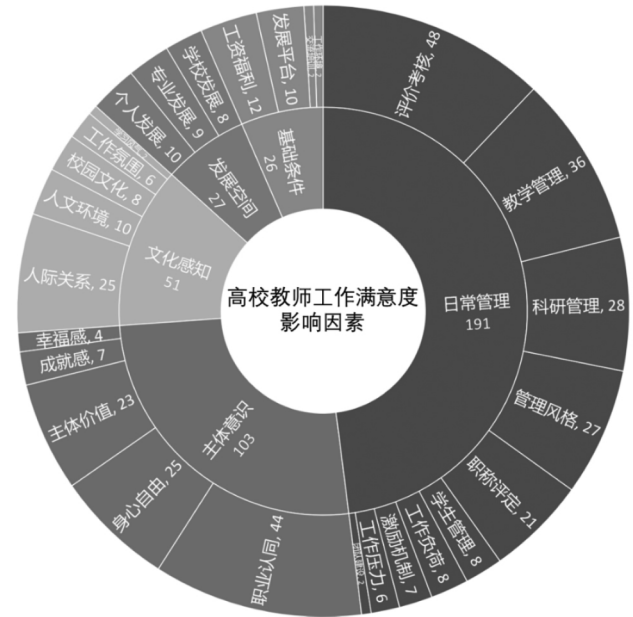 高校教师工作满意度
影响因素
日常管理
191
评价考核, 48
教学管理, 36
科研管理, 28
管理风格, 27
职称评定, 21
学生管理, 8
工作负荷, 8
激励机制, 7
工作压力, 6
主体意识
103
职业认同, 44
身心自由, 25
主体价值, 23
成就感, 7
幸福感, 4
文化感知
51
人际关系, 25
人文环境, 10
校园文化, 8
工作氛围, 6
发展空间
27
个人发展, 10
专业发展, 9
学校发展, 8
基础条件
26
工资福利, 12
发展平台, 10